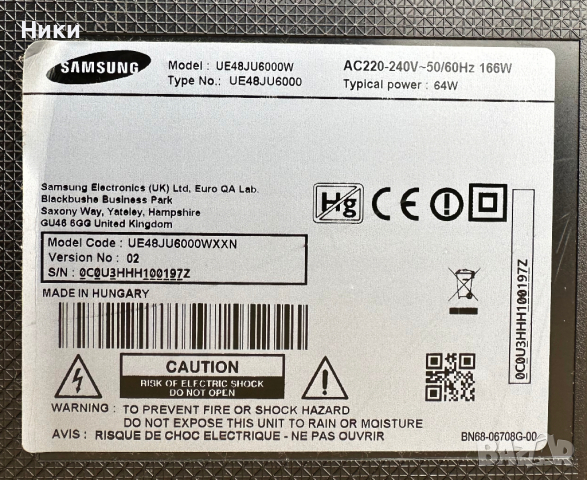 Ники
SAMSUNG
Model : UE48JU6000W
Type No.: UE48JU6000
AC220-240V~50/60Hz 166W
Typical power : 64W
Samsung Electronics (UK) Ltd, Euro QA Lab.
Blackbushe Business Park
Saxony Way, Yateley, Hampshire
GU46 6GG United Kingdom
Hg
CE
Model Code : UE48JU6000WXXN
Version No : 02
S/N : 0C0U3HHH100197Z
MADE IN HUNGARY
0C0U3HHH100197Z
CAUTION
RISK OF ELECTRIC SHOCK
DO NOT OPEN
WARNING : TO PREVENT FIRE OR SHOCK HAZARD
DO NOT EXPOSE THIS UNIT TO RAIN OR MOISTURE
AVIS : RISQUE DE CHOC ELECTRIQUE - NE PAS OUVRIR
BN68-06708G-00
BAZAR